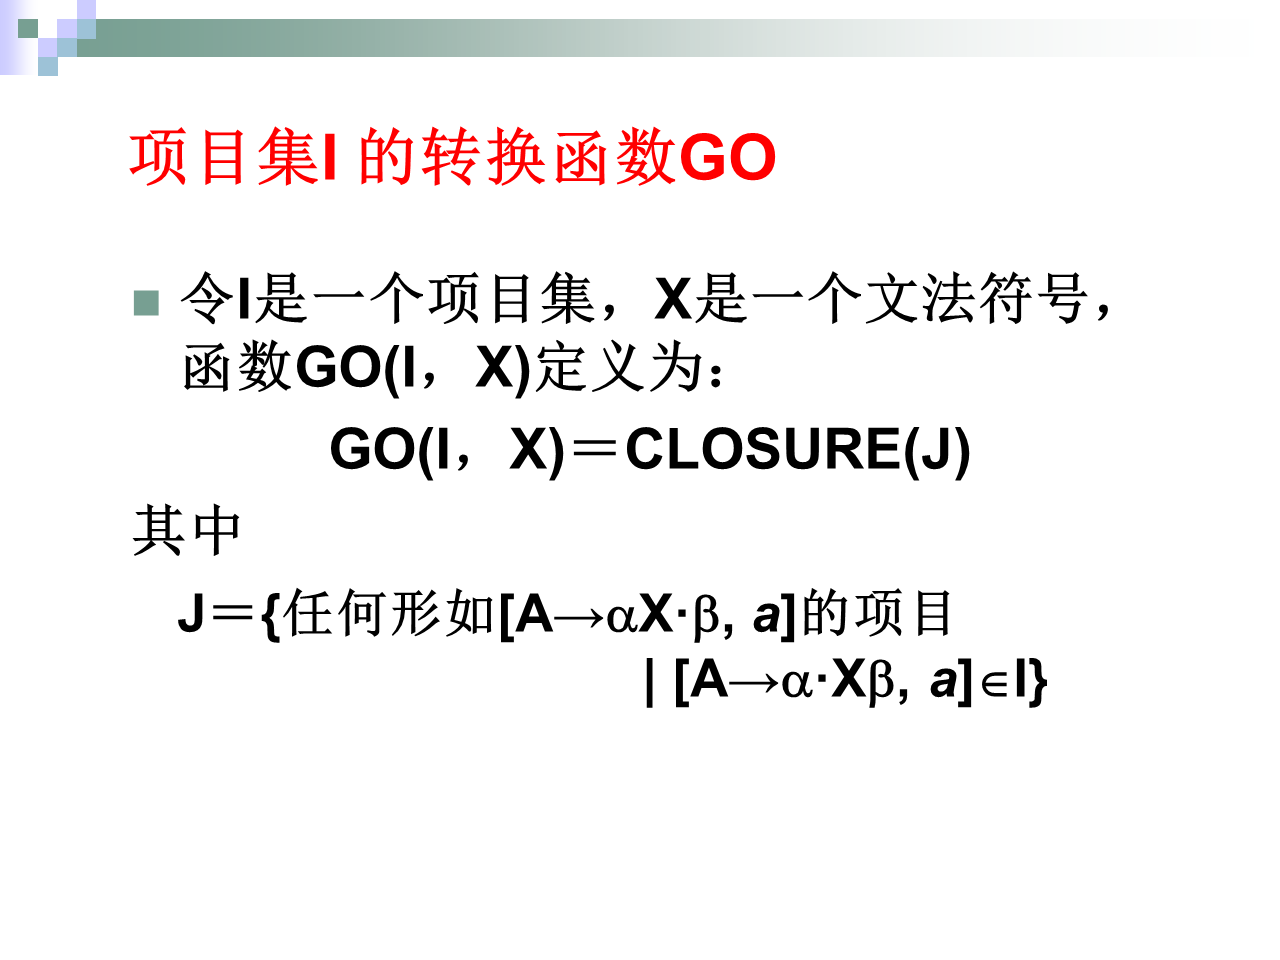 项目集I 的转换函数GO
令I是一个项目集，X是一个文法符号，
函数GO(I，X)定义为：
GO(I，X)＝CLOSURE(J)
其中
J＝{任何形如[A→αX·β, a]的项目
| [A→α·Xβ, a]∈I}